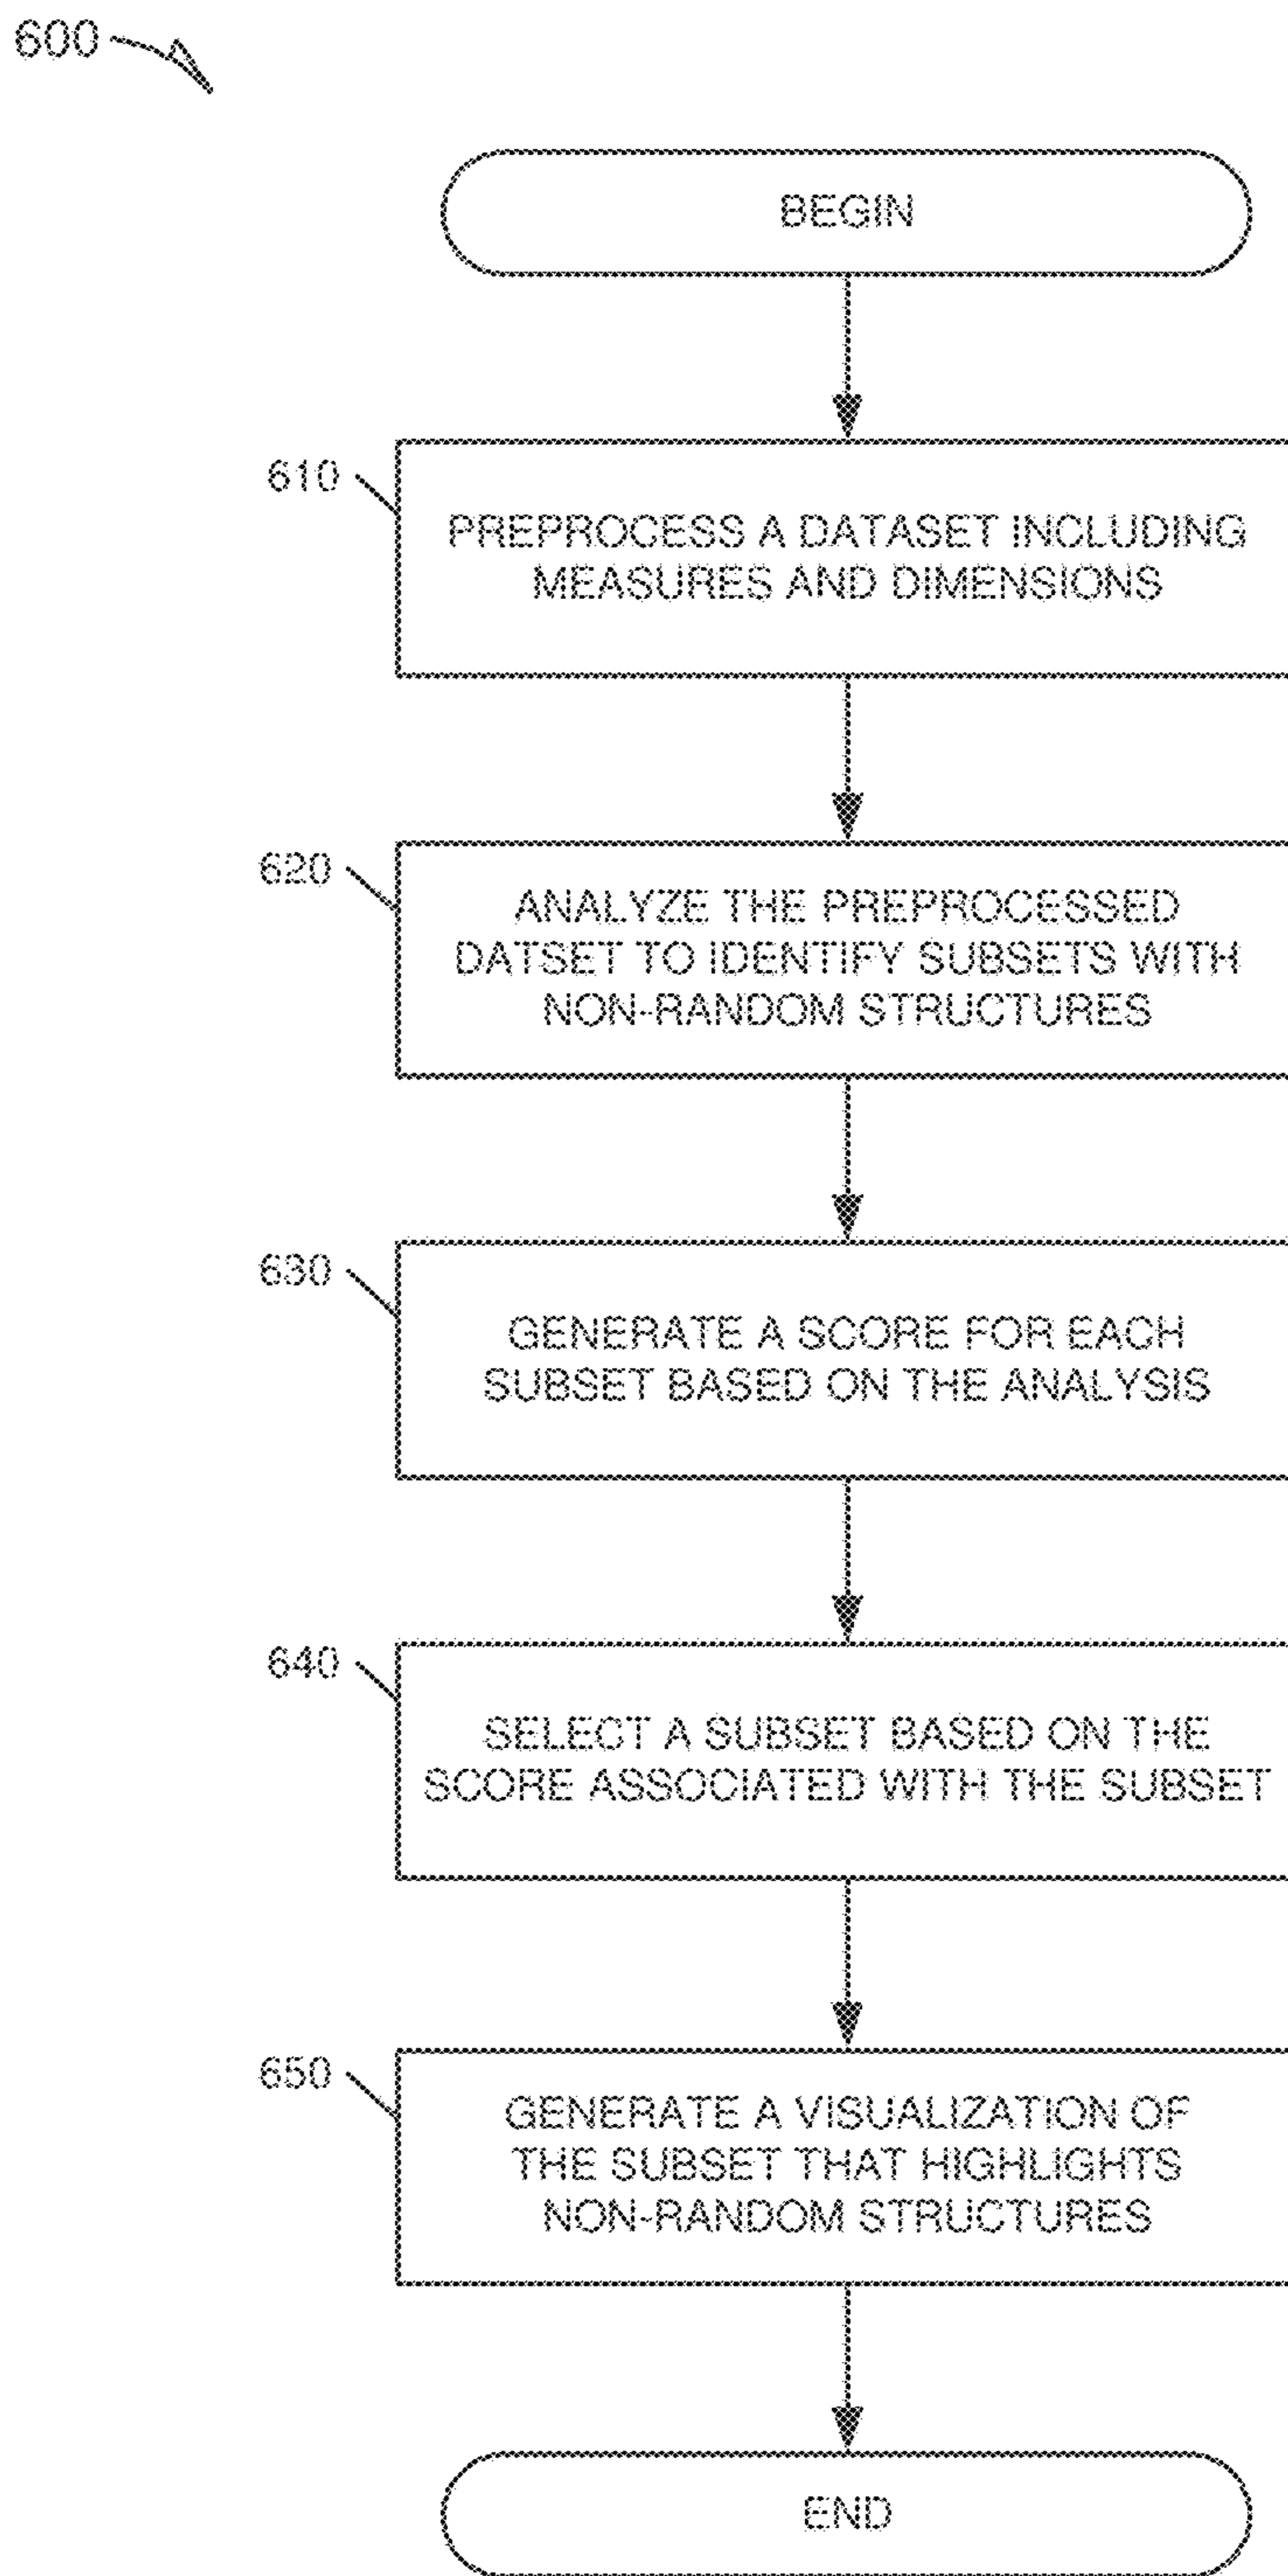 600
BEGIN
610
PREPROCESS A DATASET INCLUDING
MEASURES AND DIMENSIONS
620
ANALYZE THE PREPROCESSED
DATSET TO IDENTIFY SUBSETS WITH
NON-RANDOM STRUCTURES
630
GENERATE A SCORE FOR EACH
SUBSET BASED ON THE ANALYSIS
640
SELECT A SUBSET BASED ON THE
SCORE ASSOCIATED WITH THE SUBSET
650
GENERATE A VISUALIZATION OF
THE SUBSET THAT HIGHLIGHTS
NON-RANDOM STRUCTURES
END